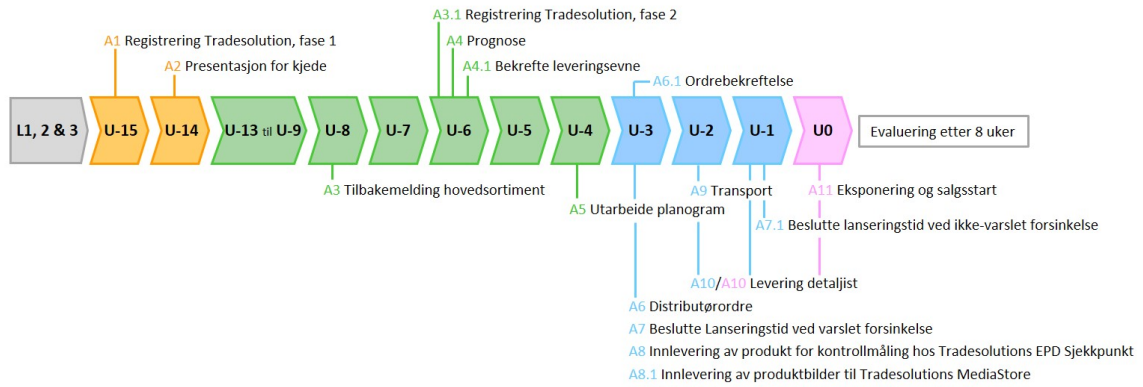 A3.1 Registrering Tradesolution, fase 2
A1 Registrering Tradesolution, fase 1
A4 Prognose
A2 Presentasjon for kjede
A4.1 Bekrefte leveringsevne
A6.1 Ordrebekreftelse
L1, 2 & 3
U-15
U-14
U-13 til U-9
U-8
U-7
U-6
U-5
U-4
U-3
U-2
U-1
U0
Evaluering etter 8 uker
A3 Tilbakemelding hovedsortiment
A9 Transport
A11 Eksponering og salgsstart
A5 Utarbeide planogram
A7.1 Beslutte lanseringstid ved ikke-varslet forsinkelse
A10/A10 Levering detaljist
A6 Distributørordre
A7 Beslutte Lanseringstid ved varslet forsinkelse
A8 Innlevering av produkt for kontrollmåling hos Tradesolutions EPD Sjekkpunkt
A8.1 Innlevering av produktbilder til Tradesolutions MediaStore